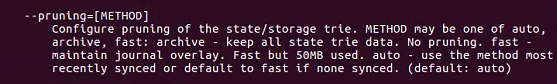 --pruning=[METHOD]
Configure pruning of the state/storage trie. METHOD may be one of auto,
archive, fast: archive - keep all state trie data. No pruning. fast -
maintain journal overlay. Fast but 50MB used. auto - use the method most
recently synced or default to fast if none synced. (default: auto)